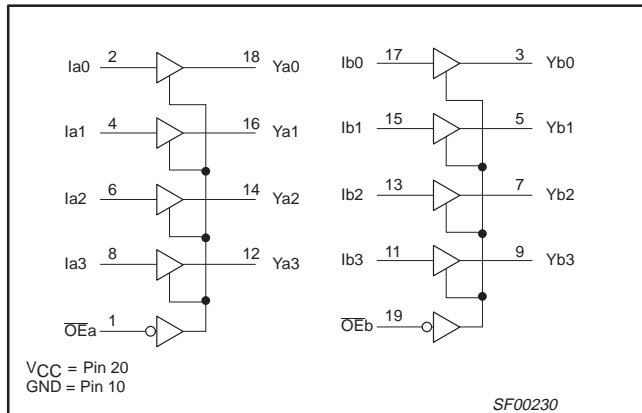 Ia0 2 18 Ya0
Ia1 4 16 Ya1
Ia2 6 14 Ya2
Ia3 8 12 Ya3
O̅E̅a 1
Ib0 17 3 Yb0
Ib1 15 5 Yb1
Ib2 13 7 Yb2
Ib3 11 9 Yb3
O̅E̅b 19
VCC = Pin 20
GND = Pin 10
SF00230